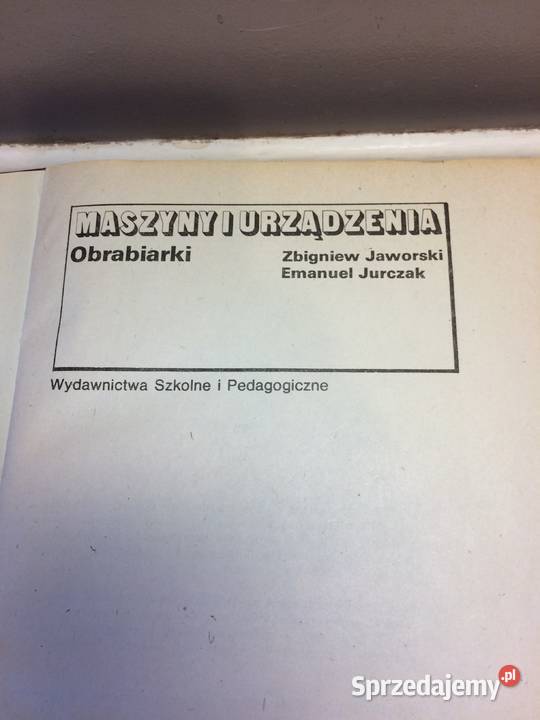 MASZYNY I URZĄDZENIA
Obrabiarki
Zbigniew Jaworski
Emanuel Jurczak
Wydawnictwa Szkolne i Pedagogiczne
Sprzedajemy.pl